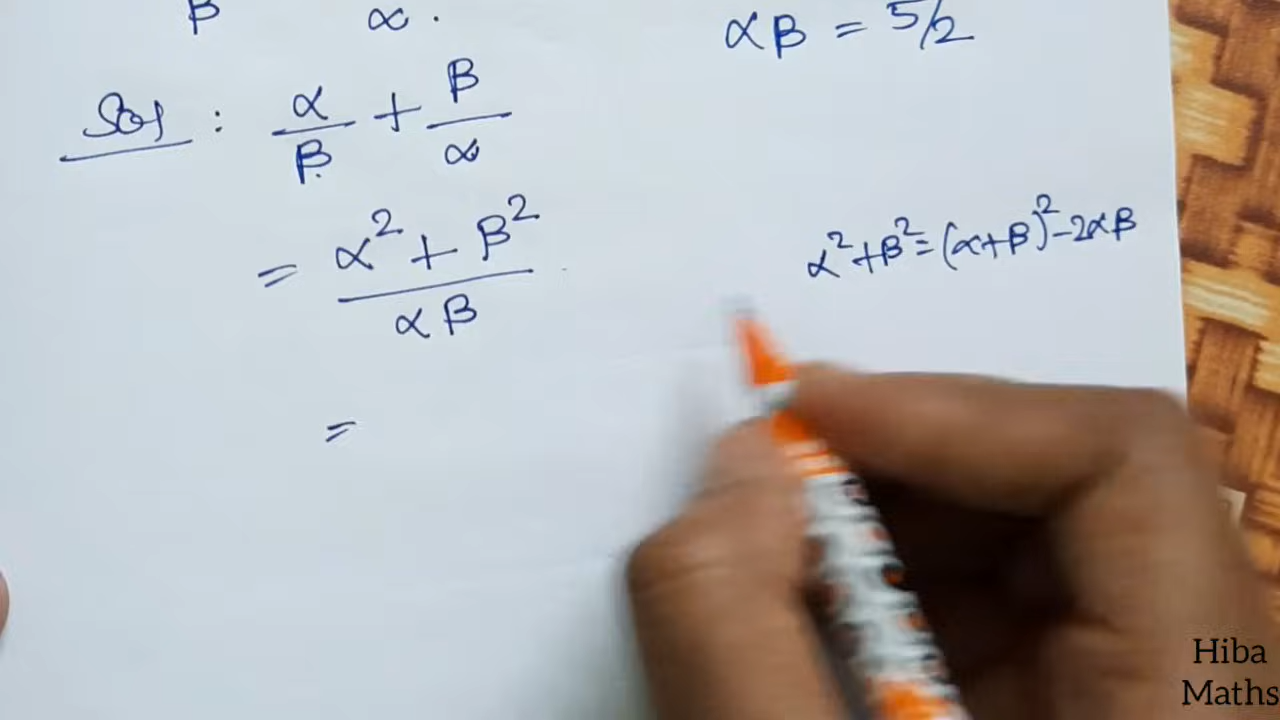 β α.
αβ = 5/2
Sol : α/β + β/α
= (α² + β²)/(αβ)
α²+β²=(α+β)²-2αβ
=
Hiba
Maths